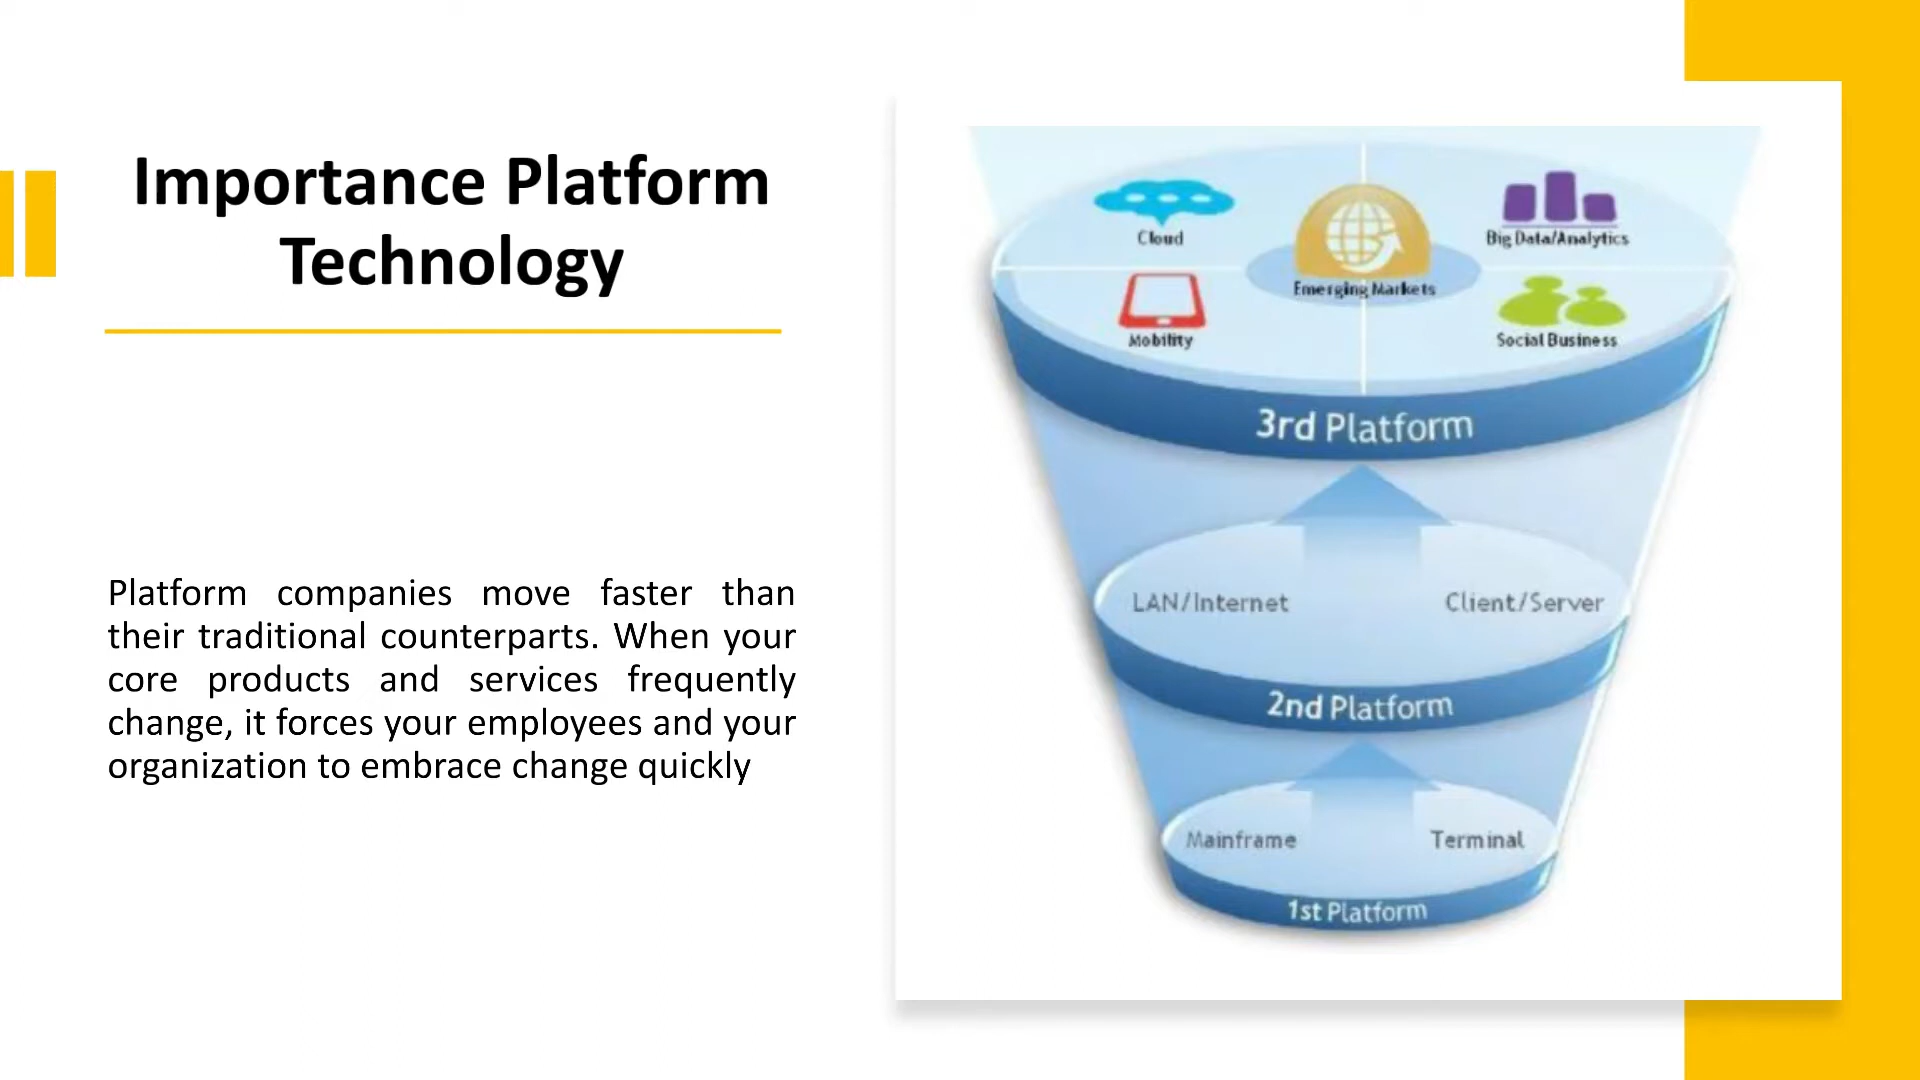 Importance Platform
Technology
Platform companies move faster than
their traditional counterparts. When your
core products and services frequently
change, it forces your employees and your
organization to embrace change quickly
Cloud
Big Data/Analytics
Emerging Markets
Mobility
Social Business
3rd Platform
LAN/Internet
Client/Server
2nd Platform
Mainframe
Terminal
1st Platform